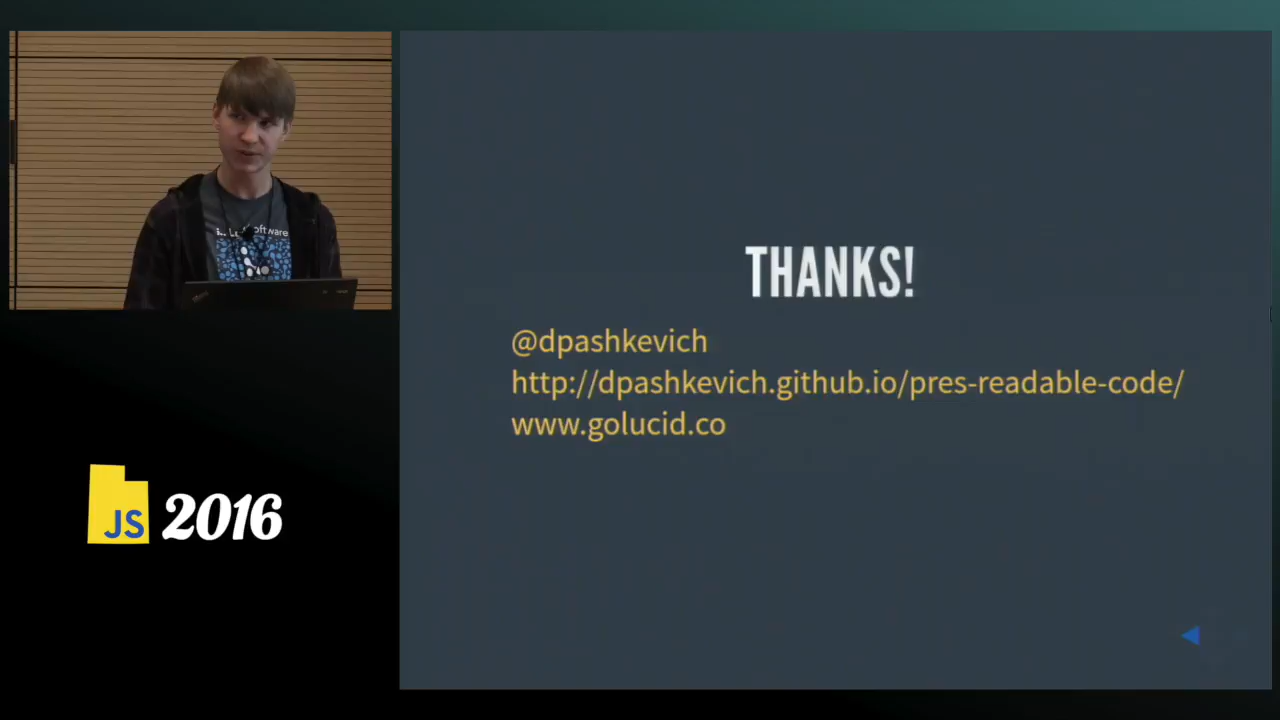 THANKS!
@dpashkevich
http://dpashkevich.github.io/pres-readable-code/
www.golucid.co
JS 2016